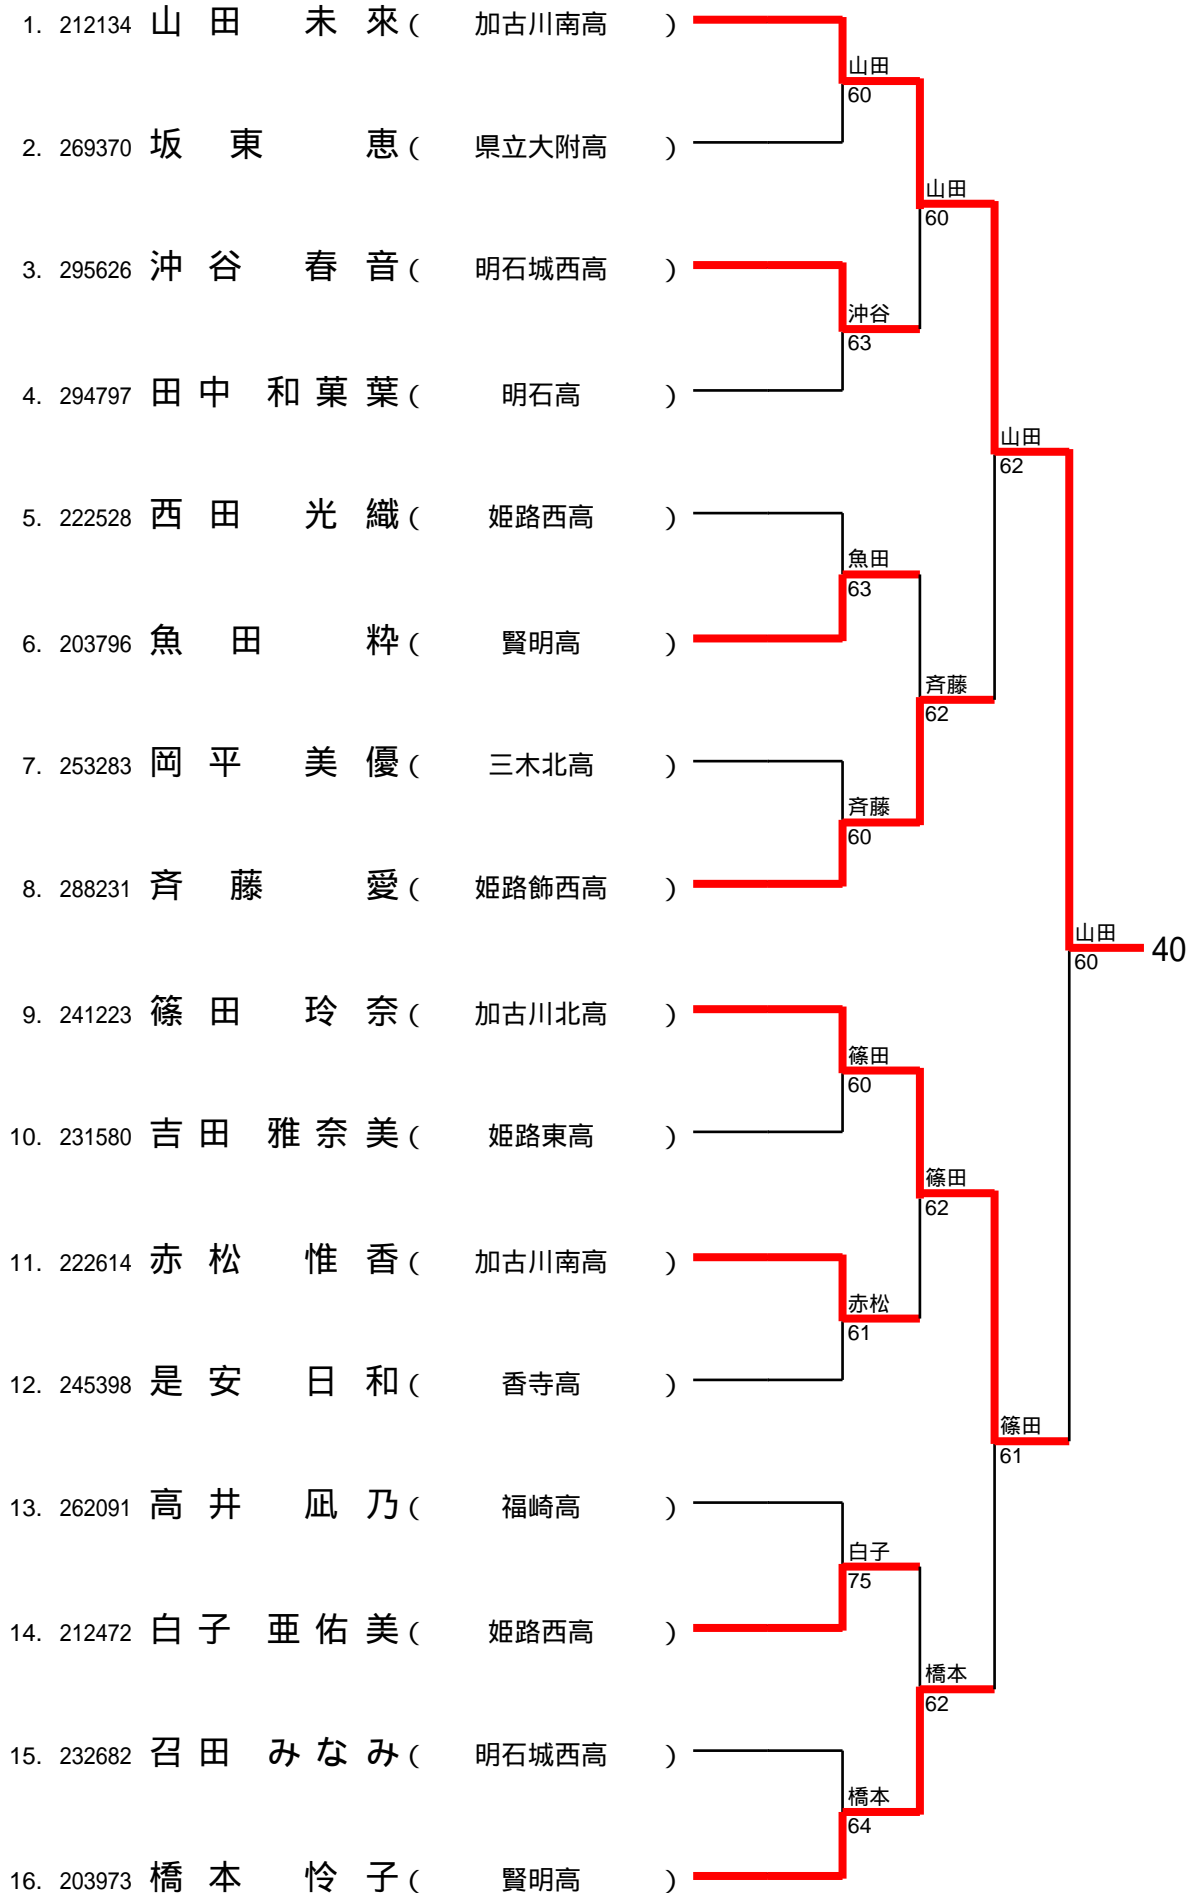 1. 212134 山田 未來 ( 加古川南高 )
山田
60
2. 269370 坂東 恵 ( 県立大附高 )
山田
60
3. 295626 沖谷 春音 ( 明石城西高 )
沖谷
63
4. 294797 田中 和菓葉 ( 明石高 )
山田
62
5. 222528 西田 光織 ( 姫路西高 )
魚田
63
6. 203796 魚田 粋 ( 賢明高 )
斉藤
62
7. 253283 岡平 美優 ( 三木北高 )
斉藤
60
8. 288231 斉藤 愛 ( 姫路飾西高 )
山田
60
40
9. 241223 篠田 玲奈 ( 加古川北高 )
篠田
60
10. 231580 吉田 雅奈美 ( 姫路東高 )
篠田
62
11. 222614 赤松 惟香 ( 加古川南高 )
赤松
61
12. 245398 是安 日和 ( 香寺高 )
篠田
61
13. 262091 高井 凪乃 ( 福崎高 )
白子
75
14. 212472 白子 亜佑美 ( 姫路西高 )
橋本
62
15. 232682 召田 みなみ ( 明石城西高 )
橋本
64
16. 203973 橋本 怜子 ( 賢明高 )